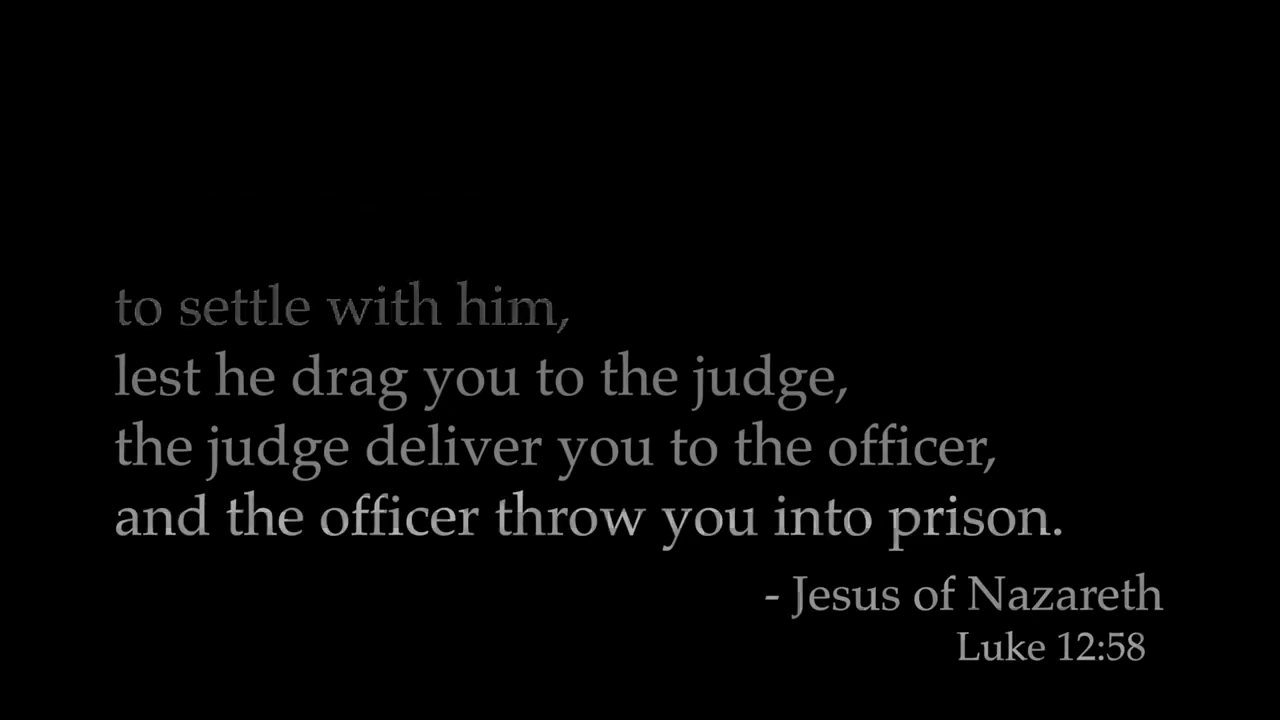 to settle with him,
lest he drag you to the judge,
the judge deliver you to the officer,
and the officer throw you into prison.
- Jesus of Nazareth
Luke 12:58